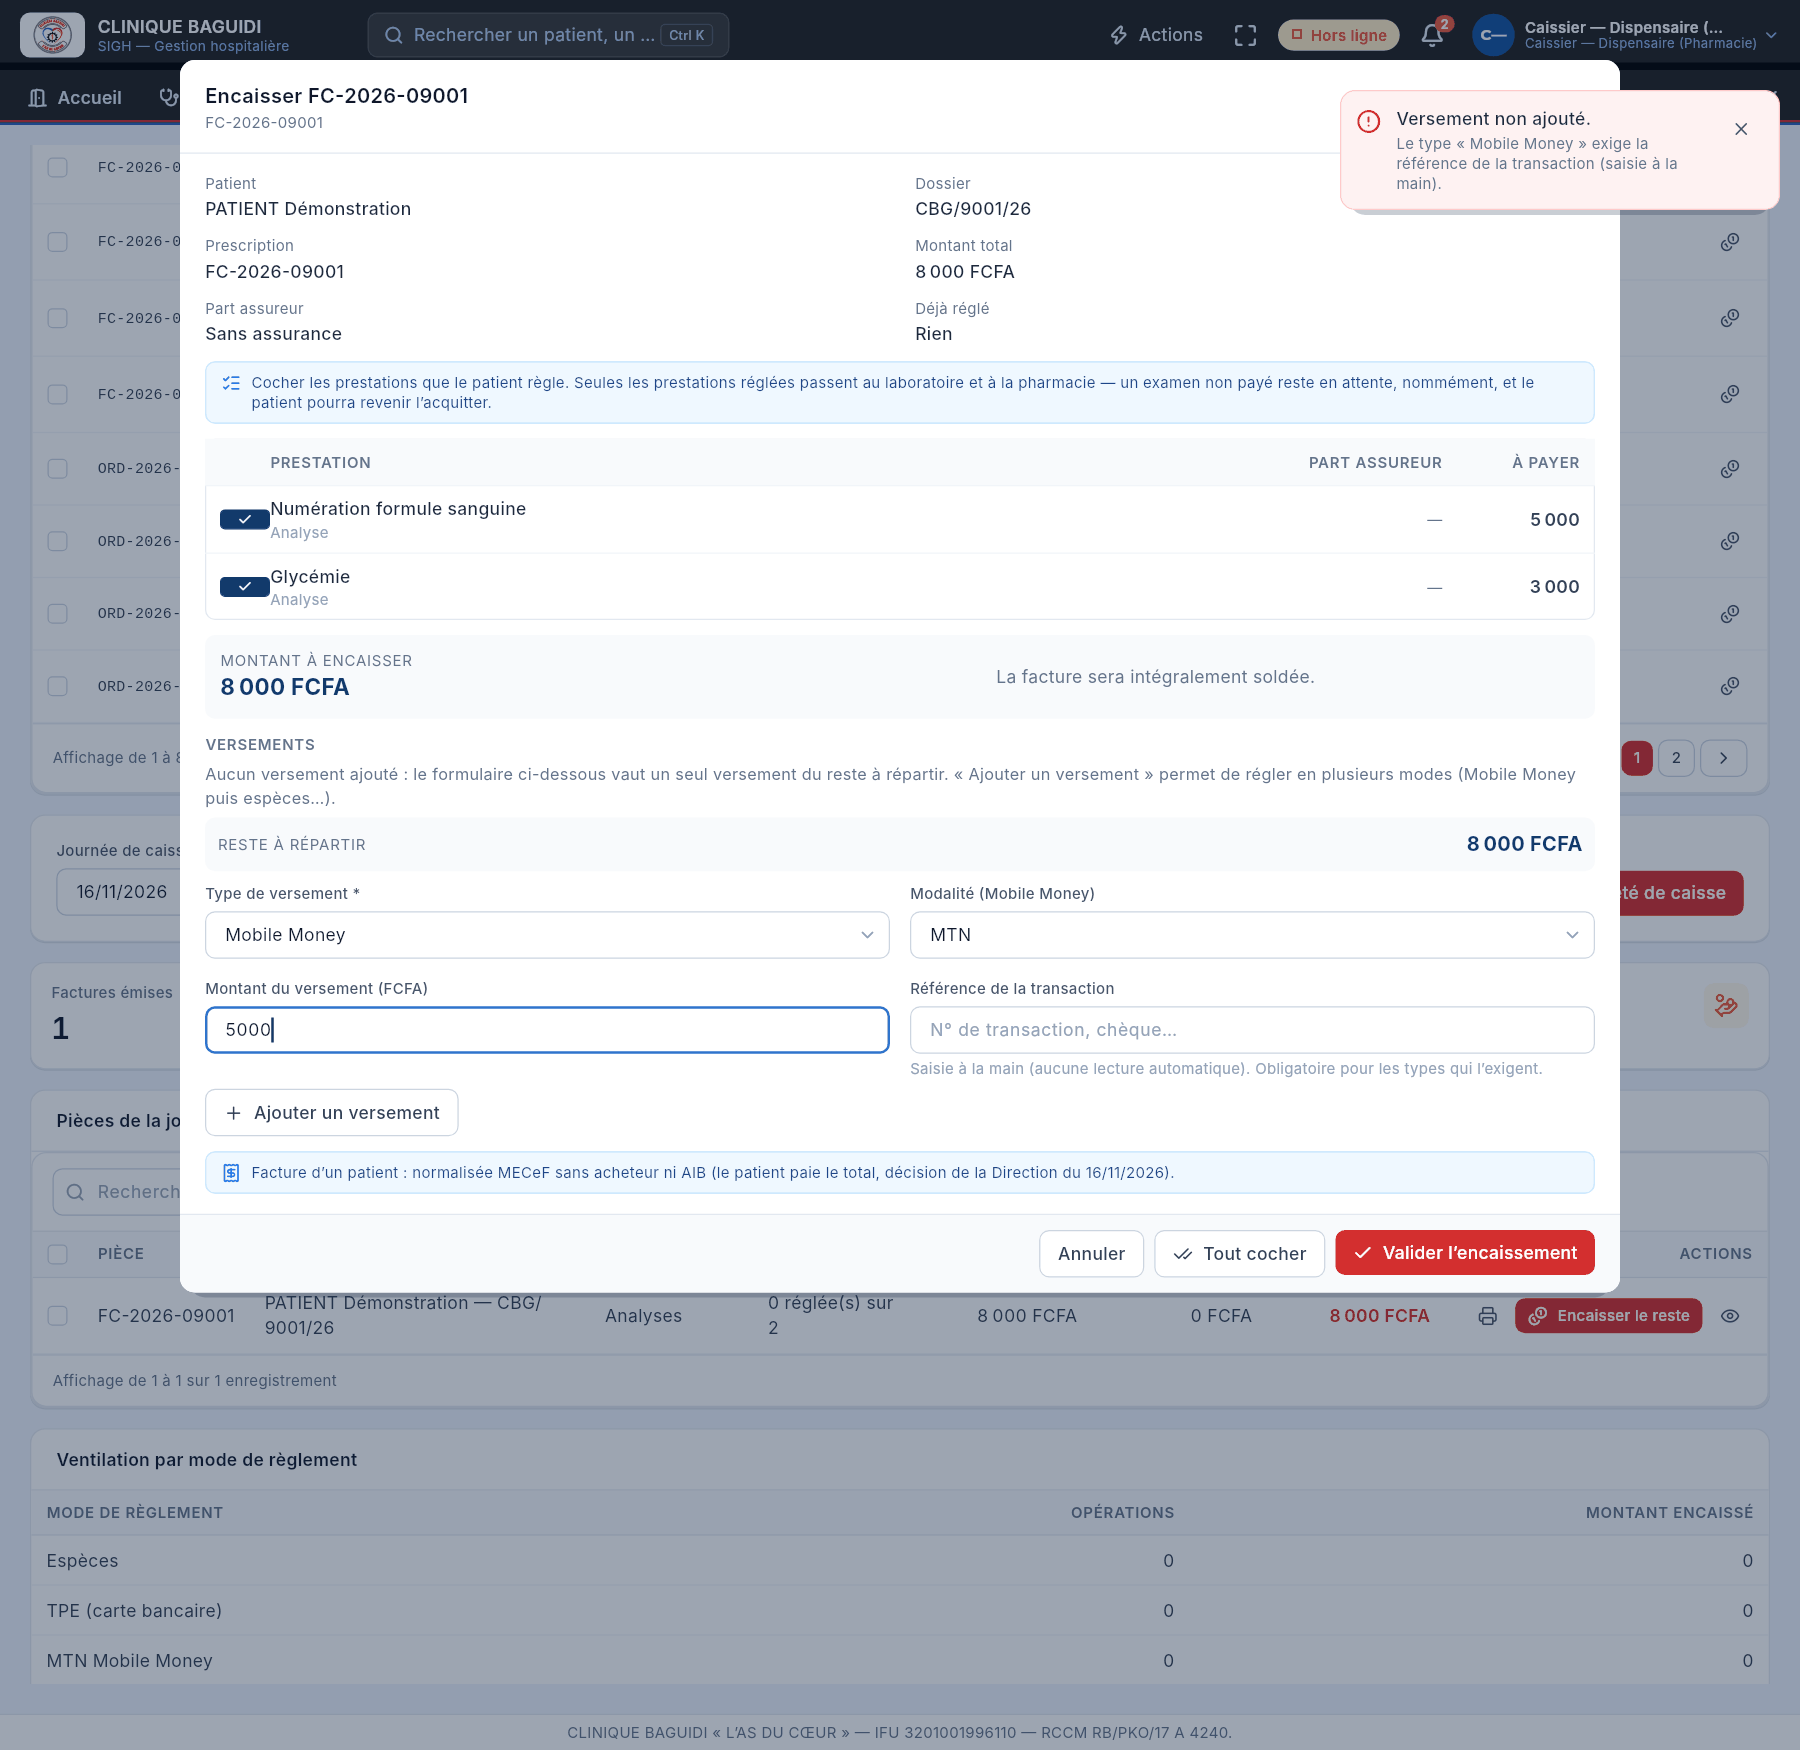 CLINIQUE BAGUIDI
SIGH — Gestion hospitalière
Rechercher un patient, un ...
Ctrl K
Actions
Hors ligne
2
C—
Caissier — Dispensaire (...
Caissier — Dispensaire (Pharmacie)
Accueil
Encaisser FC-2026-09001
FC-2026-09001
Versement non ajouté.
Le type « Mobile Money » exige la
référence de la transaction (saisie à la
main).
Patient
PATIENT Démonstration
Dossier
CBG/9001/26
Prescription
FC-2026-09001
Montant total
8 000 FCFA
Part assureur
Sans assurance
Déjà réglé
Rien
Cocher les prestations que le patient règle. Seules les prestations réglées passent au laboratoire et à la pharmacie — un examen non payé reste en attente, nommément, et le
patient pourra revenir l’acquitter.
PRESTATION
PART ASSUREUR
À PAYER
Numération formule sanguine
Analyse
—
5 000
Glycémie
Analyse
—
3 000
MONTANT À ENCAISSER
8 000 FCFA
La facture sera intégralement soldée.
VERSEMENTS
Aucun versement ajouté : le formulaire ci-dessous vaut un seul versement du reste à répartir. « Ajouter un versement » permet de régler en plusieurs modes (Mobile Money
puis espèces...).
RESTE À RÉPARTIR
8 000 FCFA
Type de versement *
Mobile Money
Modalité (Mobile Money)
MTN
Montant du versement (FCFA)
5000
Référence de la transaction
N° de transaction, chèque...
Saisie à la main (aucune lecture automatique). Obligatoire pour les types qui l’exigent.
Ajouter un versement
Facture d’un patient : normalisée MECeF sans acheteur ni AIB (le patient paie le total, décision de la Direction du 16/11/2026).
Annuler
Tout cocher
Valider l’encaissement
FC-2026-0
FC-2026-0
FC-2026-0
FC-2026-0
ORD-2026-
ORD-2026-
ORD-2026-
ORD-2026-
Affichage de 1 à
1
2
Journée de caiss
16/11/2026
té de caisse
Factures émises
1
Pièces de la jo
Recherch
PIÈCE
ACTIONS
FC-2026-09001
PATIENT Démonstration — CBG/
9001/26
Analyses
0 réglée(s) sur
2
8 000 FCFA
0 FCFA
8 000 FCFA
Encaisser le reste
Affichage de 1 à 1 sur 1 enregistrement
Ventilation par mode de règlement
MODE DE RÈGLEMENT
OPÉRATIONS
MONTANT ENCAISSÉ
Espèces
0
0
TPE (carte bancaire)
0
0
MTN Mobile Money
0
0
CLINIQUE BAGUIDI « L’AS DU CŒUR » — IFU 3201001996110 — RCCM RB/PKO/17 A 4240.